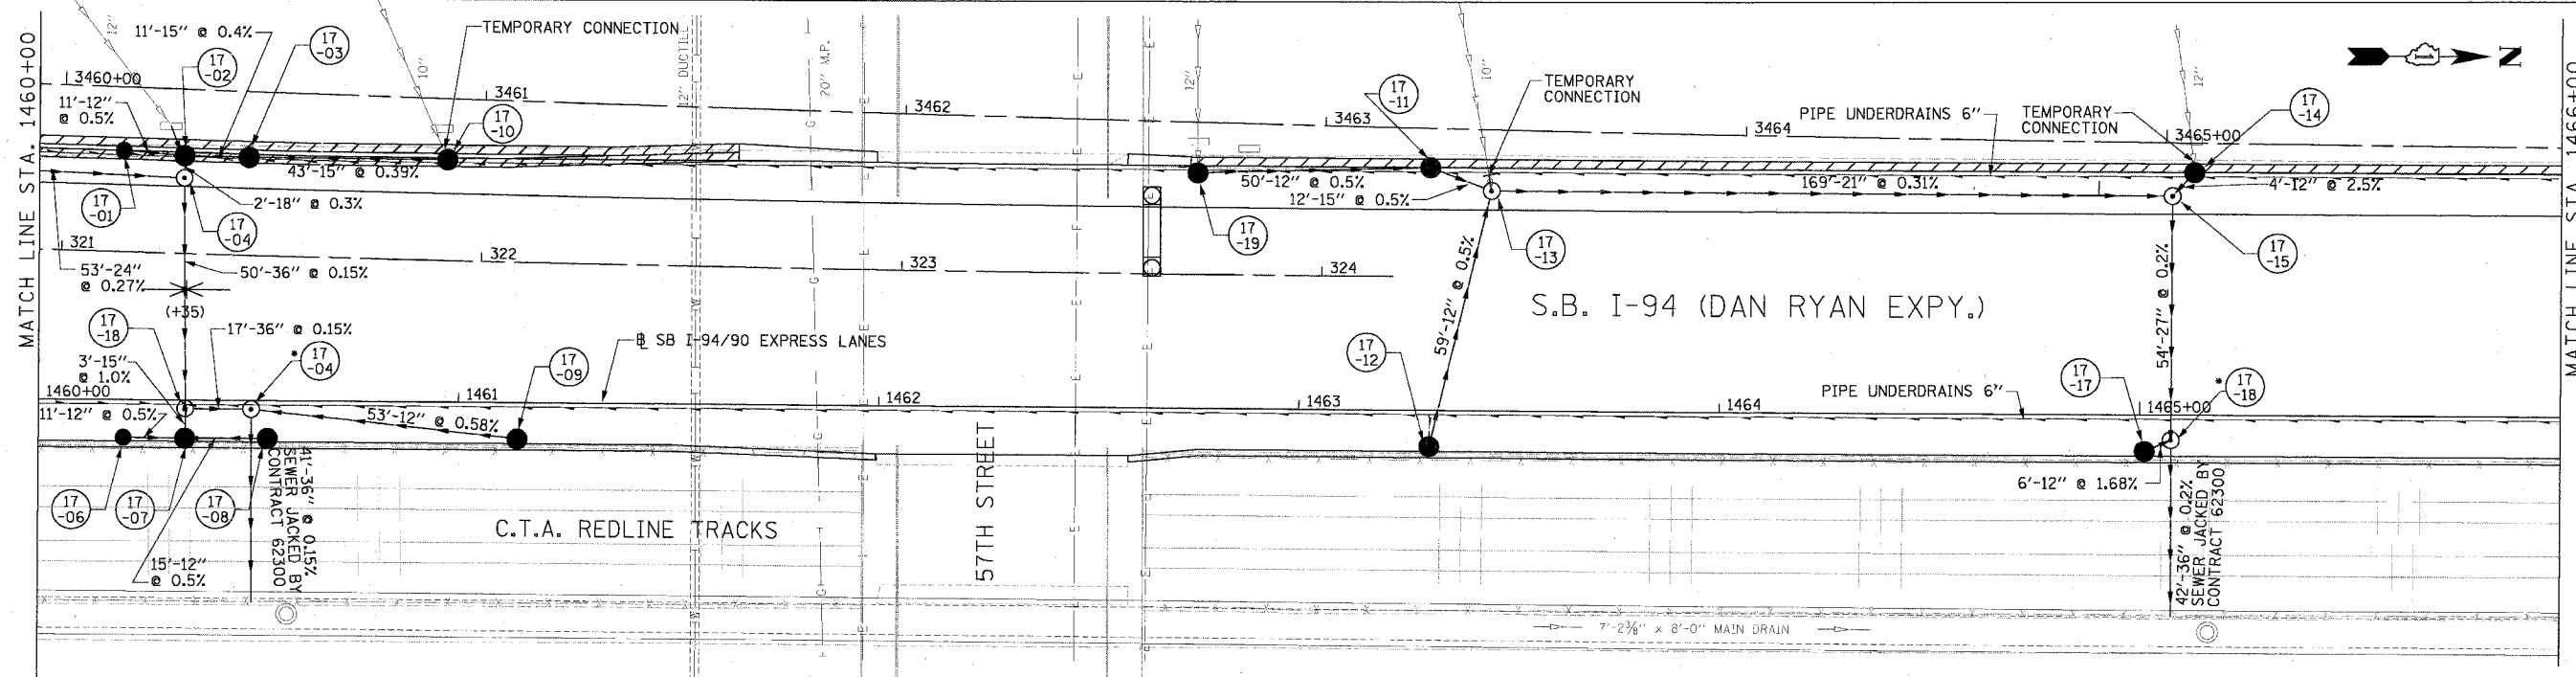 MATCH LINE STA. 1460+00
12"
11'-15" @ 0.4%
17
-02
17
-03
TEMPORARY CONNECTION
10"
3460+00
11'-12"
@ 0.5%
3461
17
-10
43'-15" @ 0.39%
12" DUCTILE
20" M.P.
3462
12"
3463
17
-11
10"
TEMPORARY
CONNECTION
3464
PIPE UNDERDRAINS 6"
TEMPORARY
CONNECTION
12"
3465+00
17
-14
N
MATCH LINE STA. 1466+00
17
-01
2'-18" @ 0.3%
17
-04
50'-12" @ 0.5%
12'-15" @ 0.5%
169'-21" @ 0.31%
4'-12" @ 2.5%
17
-19
17
-13
17
-15
321
322
323
324
53'-24"
@ 0.27%
50'-36" @ 0.15%
(+35)
S.B. I-94 (DAN RYAN EXPY.)
59'-12" @ 0.5%
54'-27" @ 0.2%
17
-18
17'-36" @ 0.15%
*
17
-04
3'-15"
@ 1.0%
SB I-94/90 EXPRESS LANES
17
-09
17
-12
PIPE UNDERDRAINS 6"
17
-17
*
17
-18
1460+00
1461
1462
1463
1464
1465+00
11'-12" @ 0.5%
53'-12" @ 0.58%
17
-06
17
-07
17
-08
15'-12"
@ 0.5%
41'-36" @ 0.15%
SEWER JACKED BY
CONTRACT 62300
C.T.A. REDLINE TRACKS
57TH STREET
6'-12" @ 1.68%
42'-36" @ 0.2%
SEWER JACKED BY
CONTRACT 62300
7'-2⅜" x 8'-0" MAIN DRAIN